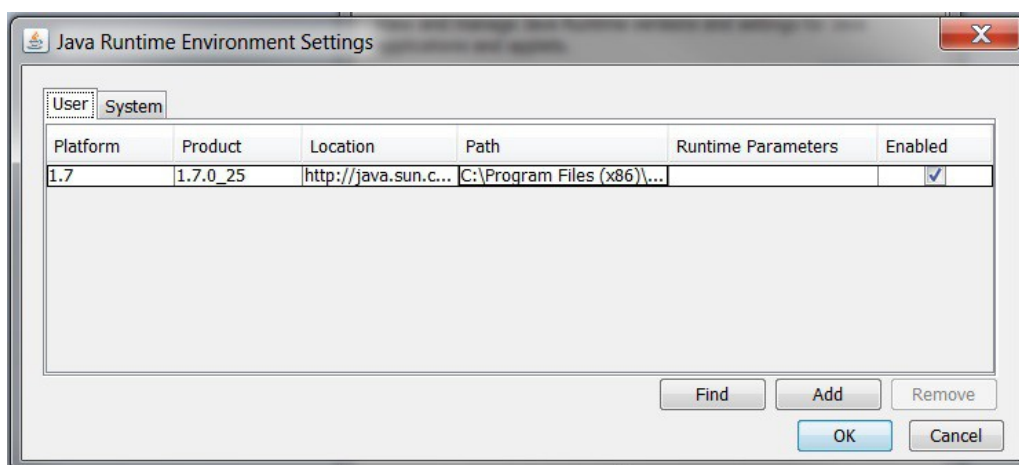 Java Runtime Environment Settings
User System
Platform Product Location Path Runtime Parameters Enabled
1.7 1.7.0_25 http://java.sun.c... C:\Program Files (x86)\...
Find Add Remove
OK Cancel